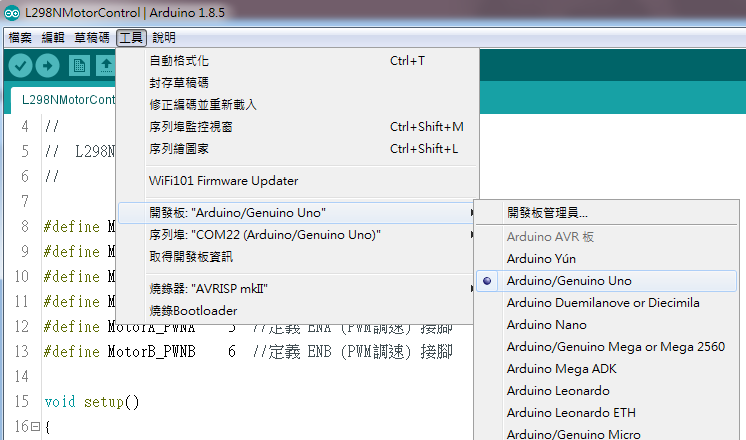 L298NMotorControl | Arduino 1.8.5
檔案 編輯 草稿碼 工具 說明
自動格式化 Ctrl+T
封存草稿碼
修正編碼並重新載入
序列埠監控視窗 Ctrl+Shift+M
序列繪圖家 Ctrl+Shift+L
WiFi101 Firmware Updater
開發板: "Arduino/Genuino Uno"
序列埠: "COM22 (Arduino/Genuino Uno)"
取得開發板資訊
燒錄器: "AVRISP mkII"
燒錄Bootloader
開發板管理員...
Arduino AVR 板
Arduino Yún
Arduino/Genuino Uno
Arduino Duemilanove or Diecimila
Arduino Nano
Arduino/Genuino Mega or Mega 2560
Arduino Mega ADK
Arduino Leonardo
Arduino Leonardo ETH
Arduino/Genuino Micro
L298NMotorCont
4 //
5 // L298N
6 //
7
8 #define M
9 #define M
10 #define M
11 #define M
12 #define MotorA_PWNA 5 //定義 ENA (PWM調速) 接腳
13 #define MotorB_PWNB 6 //定義 ENB (PWM調速) 接腳
14
15 void setup()
16 {